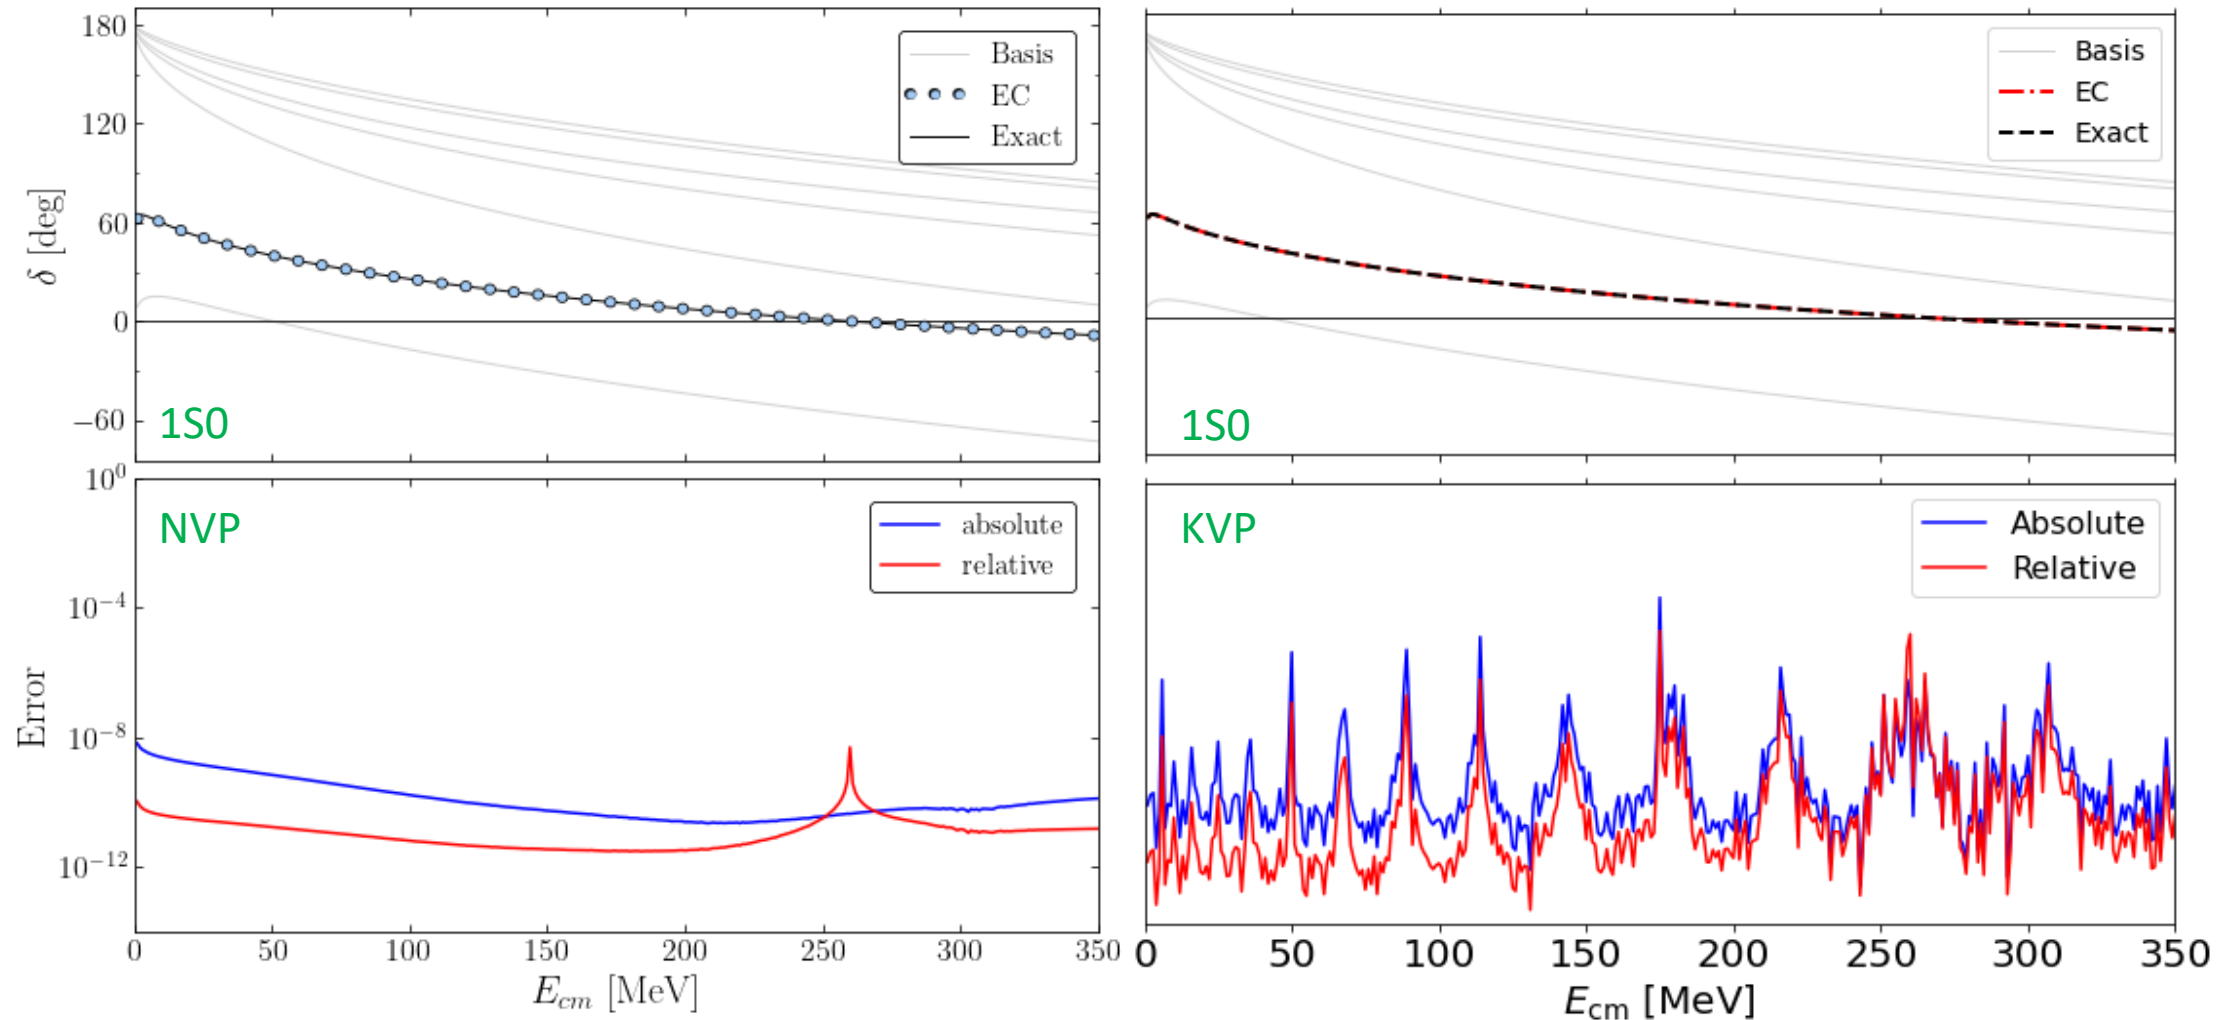 180
120
60
0
−60
δ [deg]
Basis
EC
Exact
1S0
Basis
EC
Exact
1S0
10⁰
10⁻⁴
10⁻⁸
10⁻¹²
Error
NVP
absolute
relative
0 50 100 150 200 250 300 350
E_cm [MeV]
KVP
Absolute
Relative
0 50 100 150 200 250 300 350
E_cm [MeV]